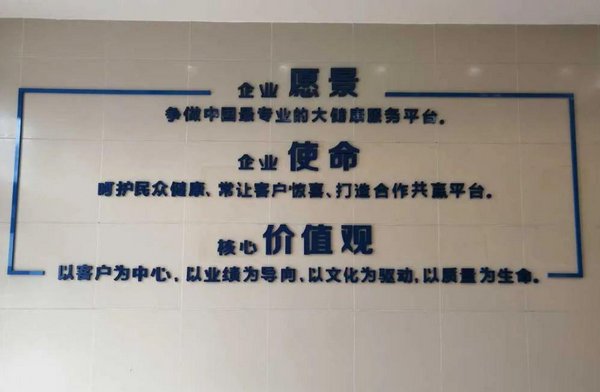 企业 愿景
争做中国最专业的大健康服务平台。
企业 使命
呵护民众健康、常让客户惊喜、打造合作共赢平台。
核心 价值观
以客户为中心、以业绩为导向、以文化为驱动、以质量为生命。